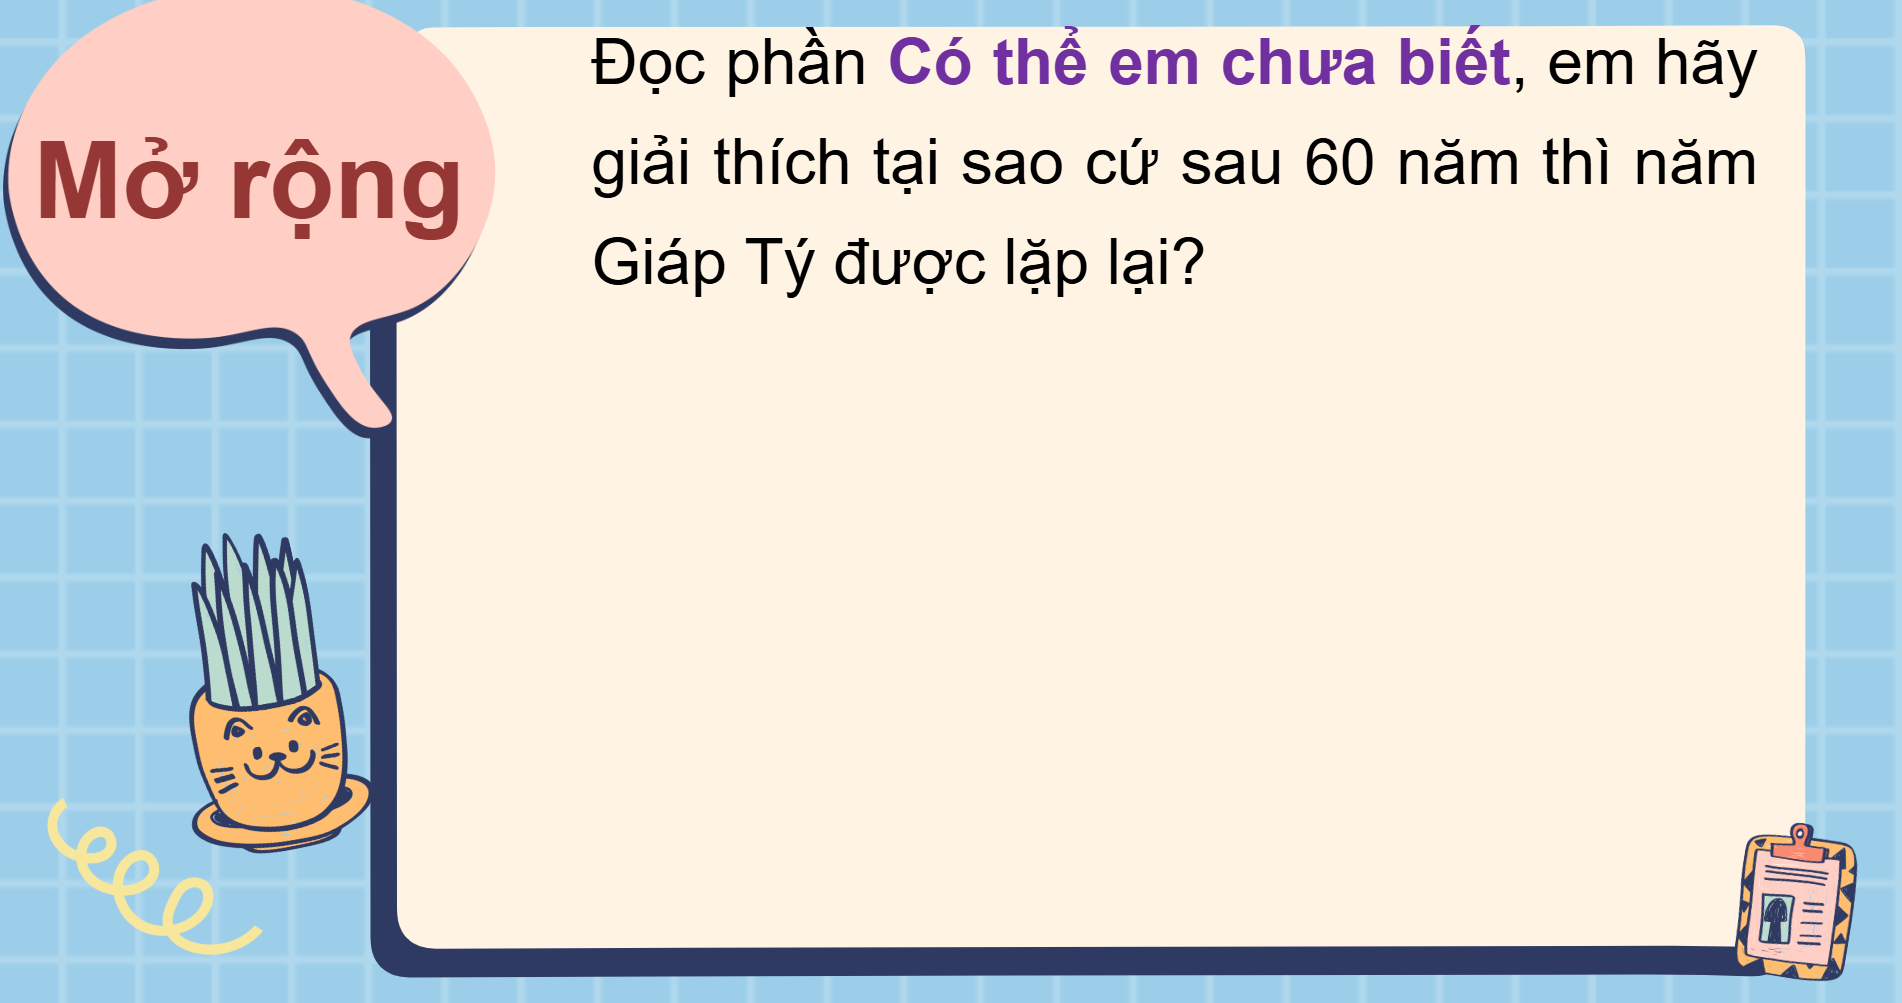 Mở rộng
Đọc phần Có thể em chưa biết, em hãy
giải thích tại sao cứ sau 60 năm thì năm
Giáp Tý được lặp lại?